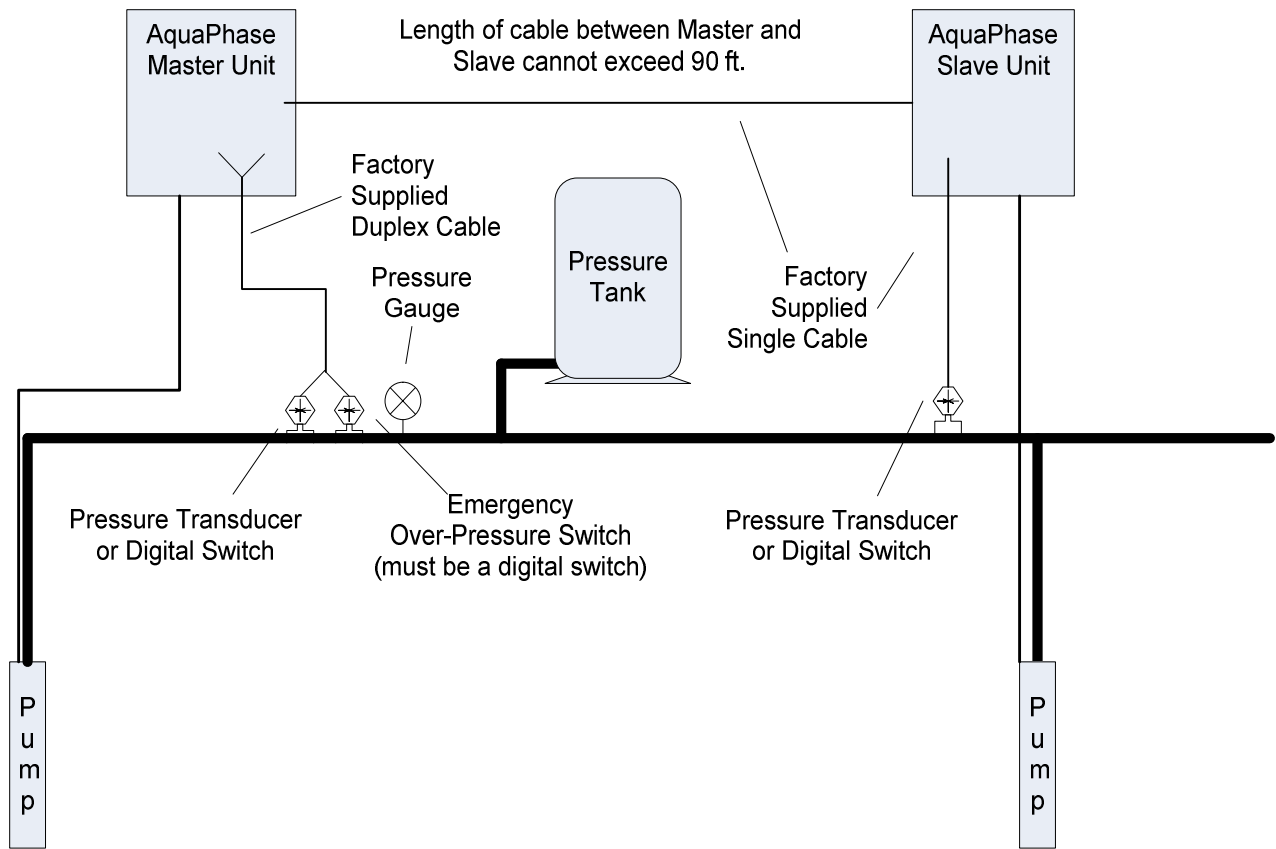 AquaPhase
Master Unit
Length of cable between Master and
Slave cannot exceed 90 ft.
AquaPhase
Slave Unit
Factory
Supplied
Duplex Cable
Pressure
Gauge
Pressure
Tank
Factory
Supplied
Single Cable
Pressure Transducer
or Digital Switch
Emergency
Over-Pressure Switch
(must be a digital switch)
Pressure Transducer
or Digital Switch
P
u
m
p
P
u
m
p